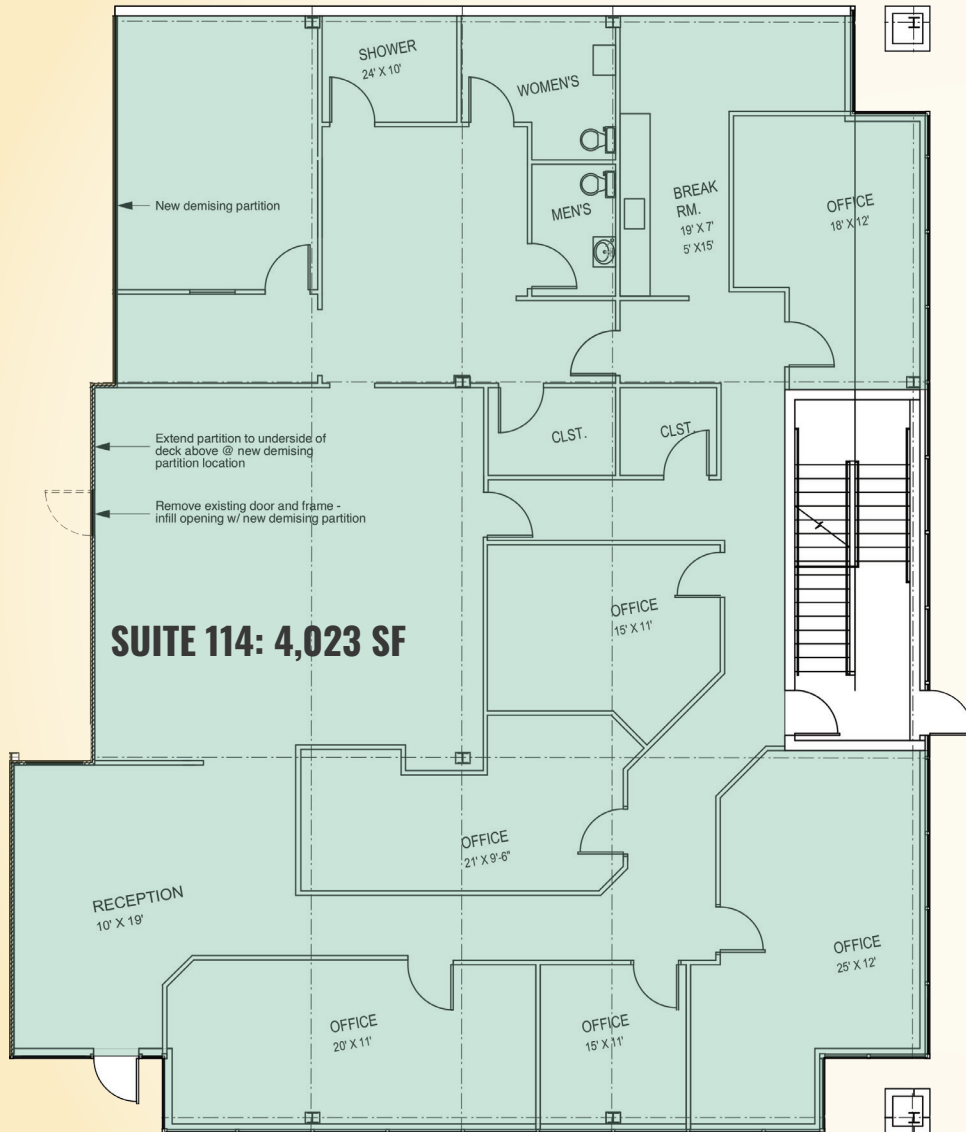 SHOWER
24' X 10'
WOMEN'S
New demising partition
MEN'S
BREAK
RM.
19' X 7'
5' X15'
OFFICE
18' X 12'
Extend partition to underside of
deck above @ new demising
partition location
CLST.
CLST.
Remove existing door and frame -
infill opening w/ new demising partition
OFFICE
15' X 11'
SUITE 114: 4,023 SF
OFFICE
21' X 9'-6"
RECEPTION
10' X 19'
OFFICE
25' X 12'
OFFICE
20' X 11'
OFFICE
15' X 11'